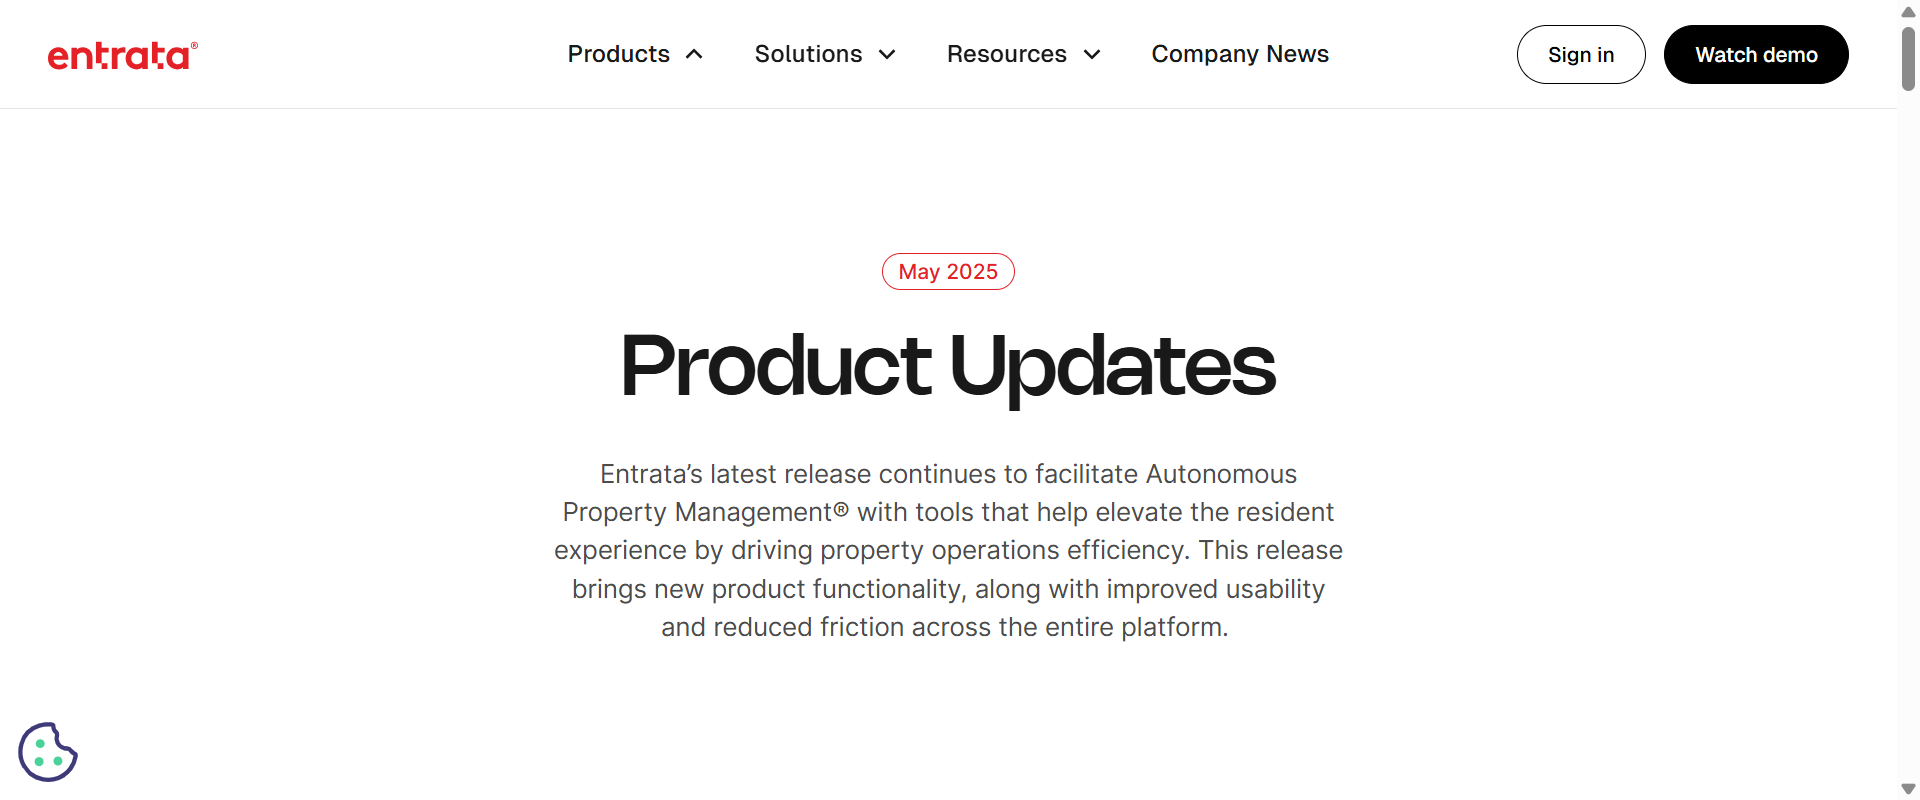 entrata®
Products
Solutions
Resources
Company News
Sign in
Watch demo
May 2025
Product Updates
Entrata’s latest release continues to facilitate Autonomous
Property Management® with tools that help elevate the resident
experience by driving property operations efficiency. This release
brings new product functionality, along with improved usability
and reduced friction across the entire platform.